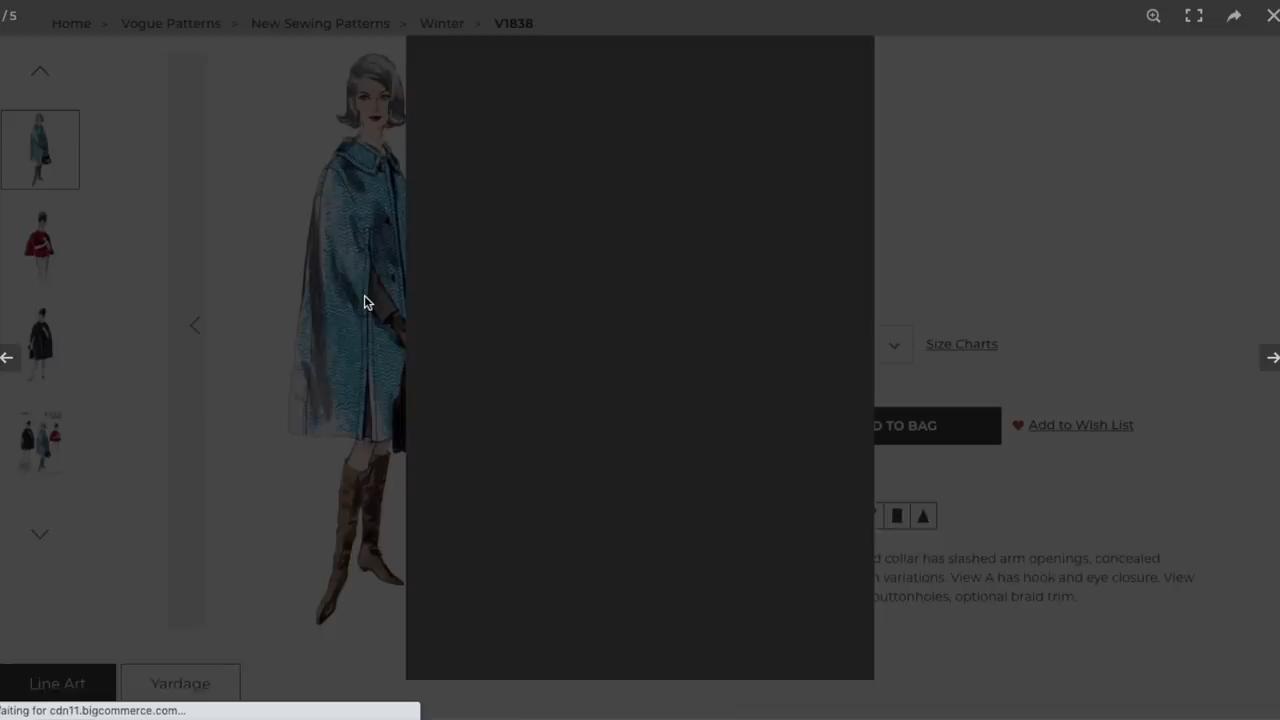 / 5
Home > Vogue Patterns > New Sewing Patterns > Winter > V1838
Size Charts
D TO BAG
Add to Wish List
d collar has slashed arm openings, concealed
variations. View A has hook and eye closure. View
buttonholes, optional braid trim.
Line Art
Yardage
aiting for cdn11.bigcommerce.com...